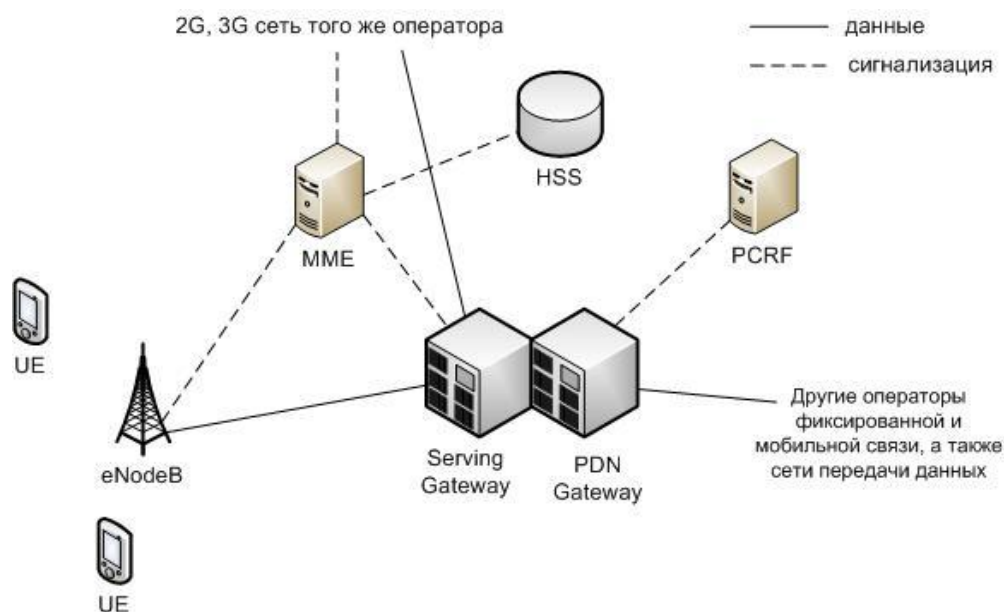 2G, 3G сеть того же оператора
данные
сигнализация
HSS
MME
PCRF
UE
eNodeB
Serving
Gateway
PDN
Gateway
Другие операторы
фиксированной и
мобильной связи, а также
сети передачи данных
UE